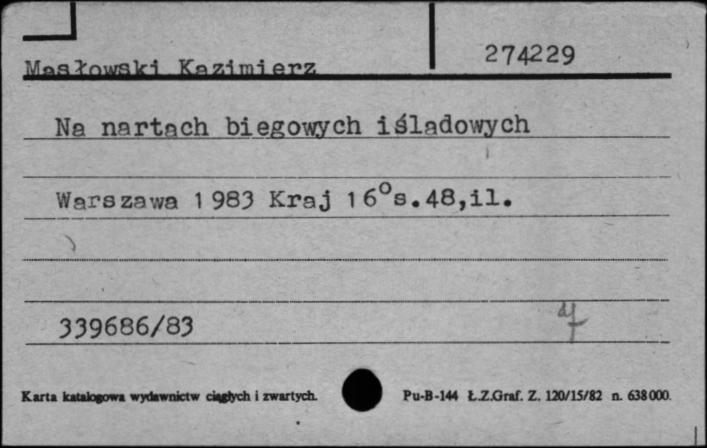 274229
Masłowski Kazimierz
Na nartach biegowych iśladowych
Warszawa 1983 Kraj 16°s.48,il.
339686/83
Karta katalogowa wydawnictw ciągłych i zwartych. Pu-B-144 Ł.Z.Graf. Z. 120/15/82 n. 638000.